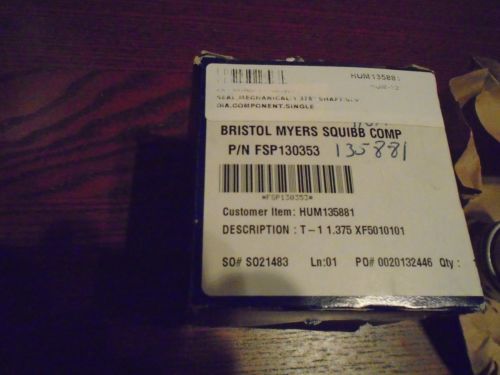 HUM135881
SEAL MECHANICAL 1.375" SHAFT
DIA.COMPONENT.SINGLE
BRISTOL MYERS SQUIBB COMP
P/N FSP130353 135881
*FSP130353*
Customer Item: HUM135881
DESCRIPTION : T-1 1.375 XF5010101
SO# SO21483 Ln:01 PO# 0020132446 Qty :